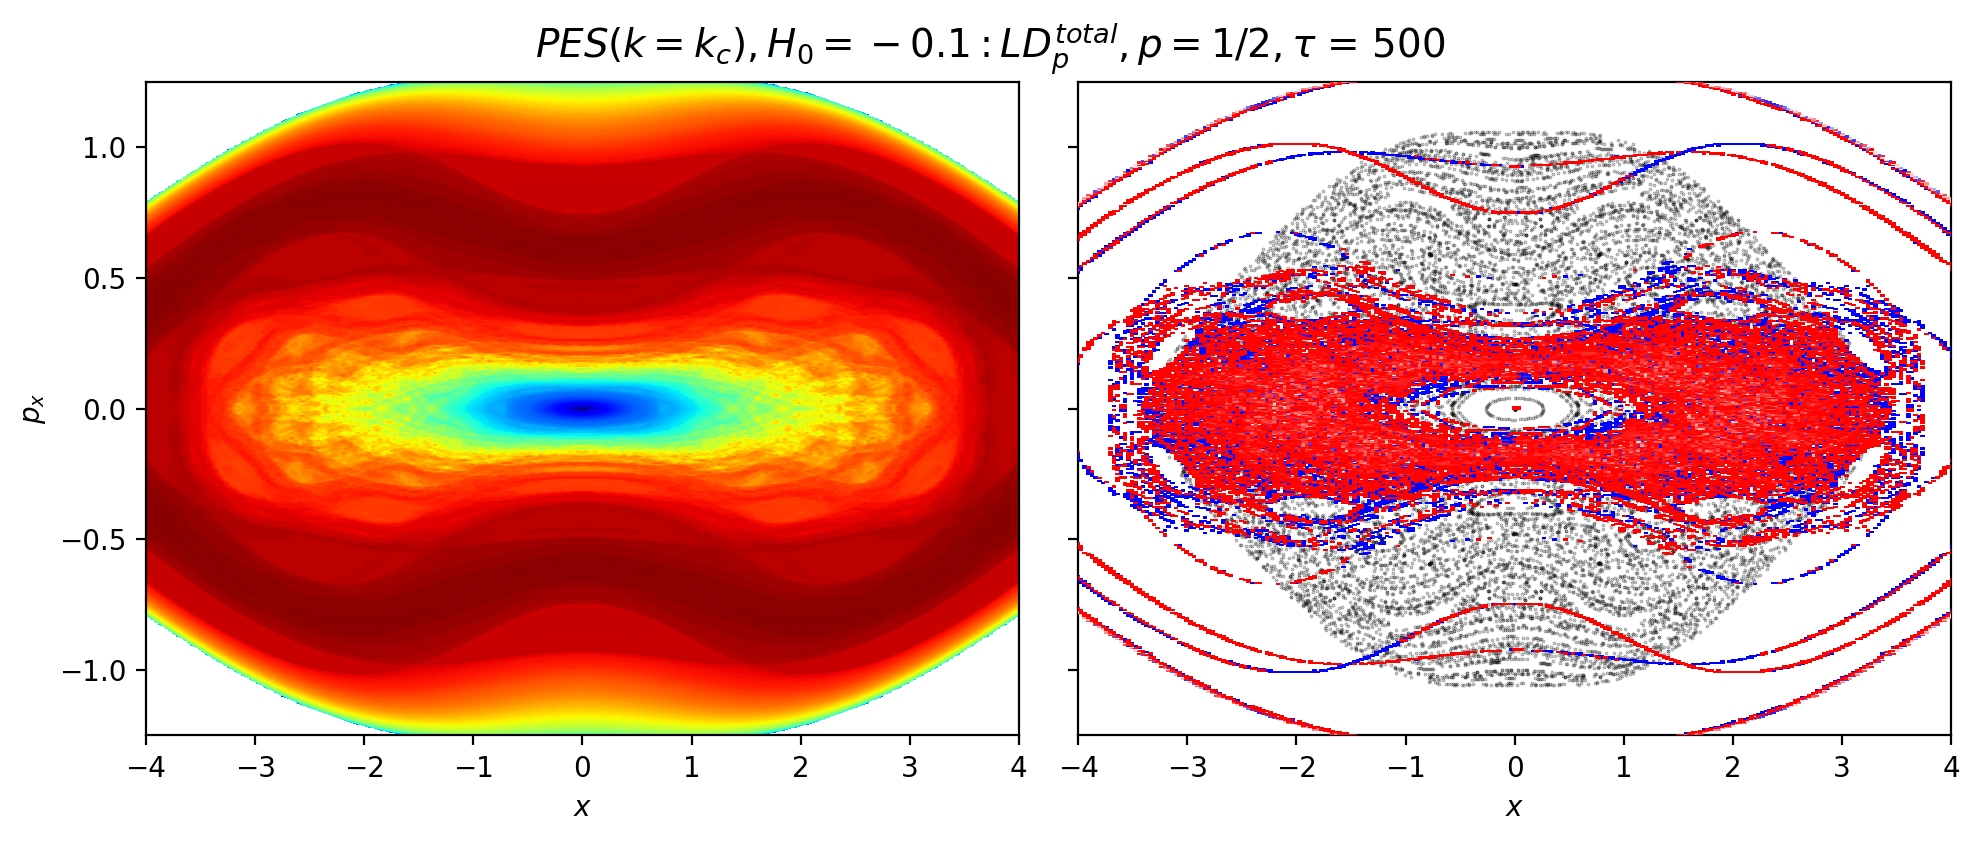 PES(k = k_c), H_0 = −0.1 : LD_p^{total}, p = 1/2, τ = 500
1.0
0.5
0.0
−0.5
−1.0
p_x
−4 −3 −2 −1 0 1 2 3 4
x
−4 −3 −2 −1 0 1 2 3 4
x